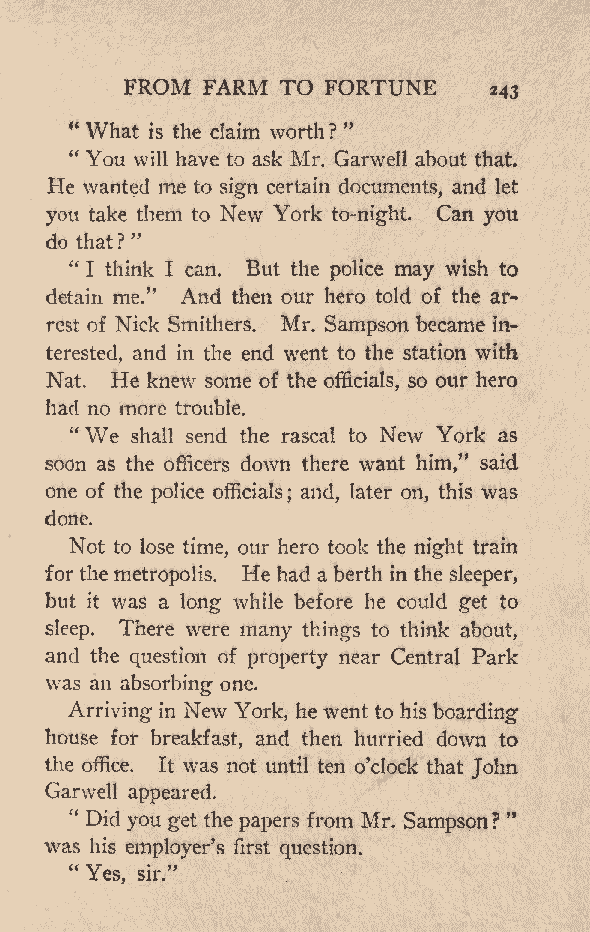 FROM FARM TO FORTUNE 243
“ What is the claim worth? ”
“ You will have to ask Mr. Garwell about that.
He wanted me to sign certain documents, and let
you take them to New York to-night. Can you
do that? ”
“ I think I can. But the police may wish to
detain me.” And then our hero told of the ar-
rest of Nick Smithers. Mr. Sampson became in-
terested, and in the end went to the station with
Nat. He knew some of the officials, so our hero
had no more trouble.
“ We shall send the rascal to New York as
soon as the officers down there want him,” said
one of the police officials; and, later on, this was
done.
Not to lose time, our hero took the night train
for the metropolis. He had a berth in the sleeper,
but it was a long while before he could get to
sleep. There were many things to think about,
and the question of property near Central Park
was an absorbing one.
Arriving in New York, he went to his boarding
house for breakfast, and then hurried down to
the office. It was not until ten o’clock that John
Garwell appeared.
“ Did you get the papers from Mr. Sampson? ”
was his employer’s first question.
“ Yes, sir.”